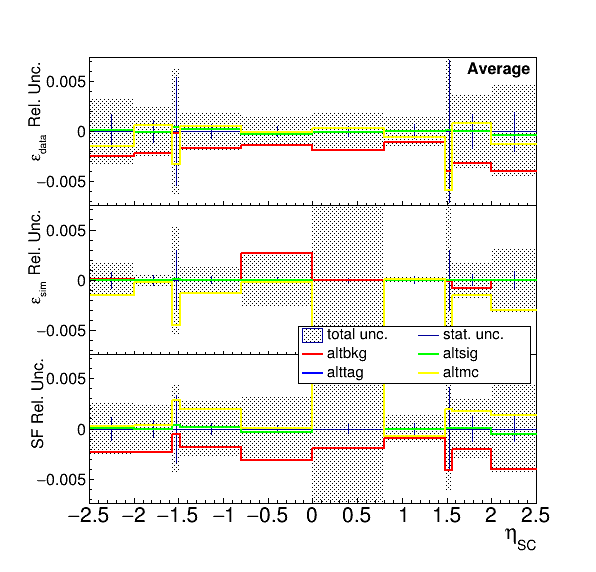 Average
ε_data Rel. Unc.
0.005
0
−0.005
ε_sim Rel. Unc.
0.005
0
−0.005
total unc. stat. unc.
altbkg altsig
alttag altmc
SF Rel. Unc.
0.005
0
−0.005
−2.5 −2 −1.5 −1 −0.5 0 0.5 1 1.5 2 2.5
η_SC